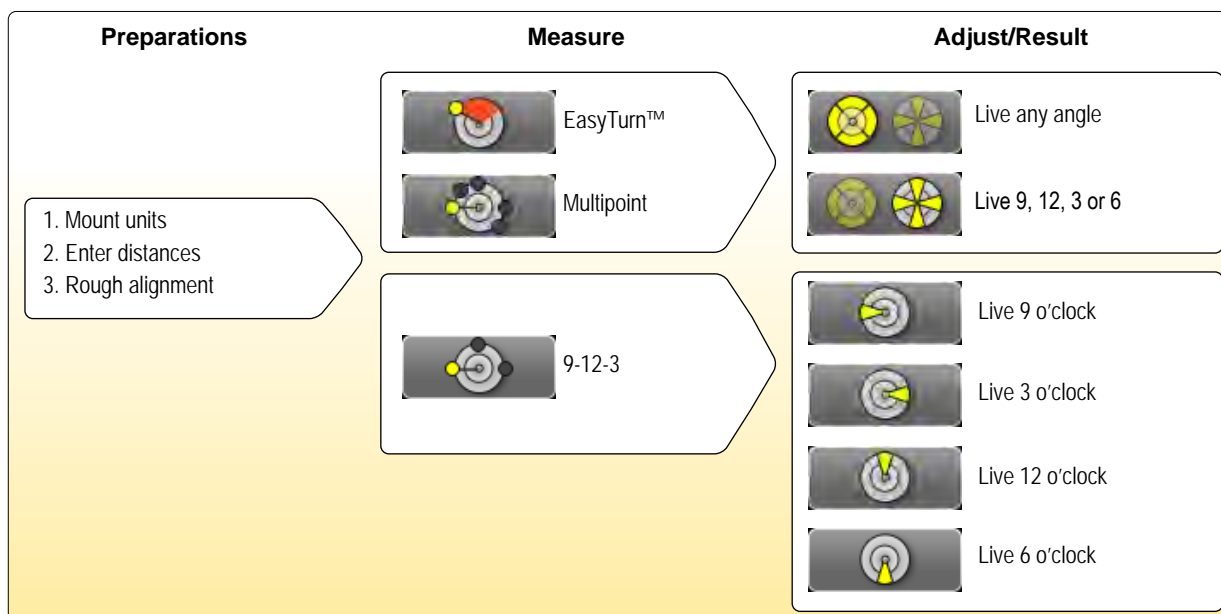 Preparations
Measure
Adjust/Result
1. Mount units
2. Enter distances
3. Rough alignment
EasyTurn™
Multipoint
9-12-3
Live any angle
Live 9, 12, 3 or 6
Live 9 o’clock
Live 3 o’clock
Live 12 o’clock
Live 6 o’clock